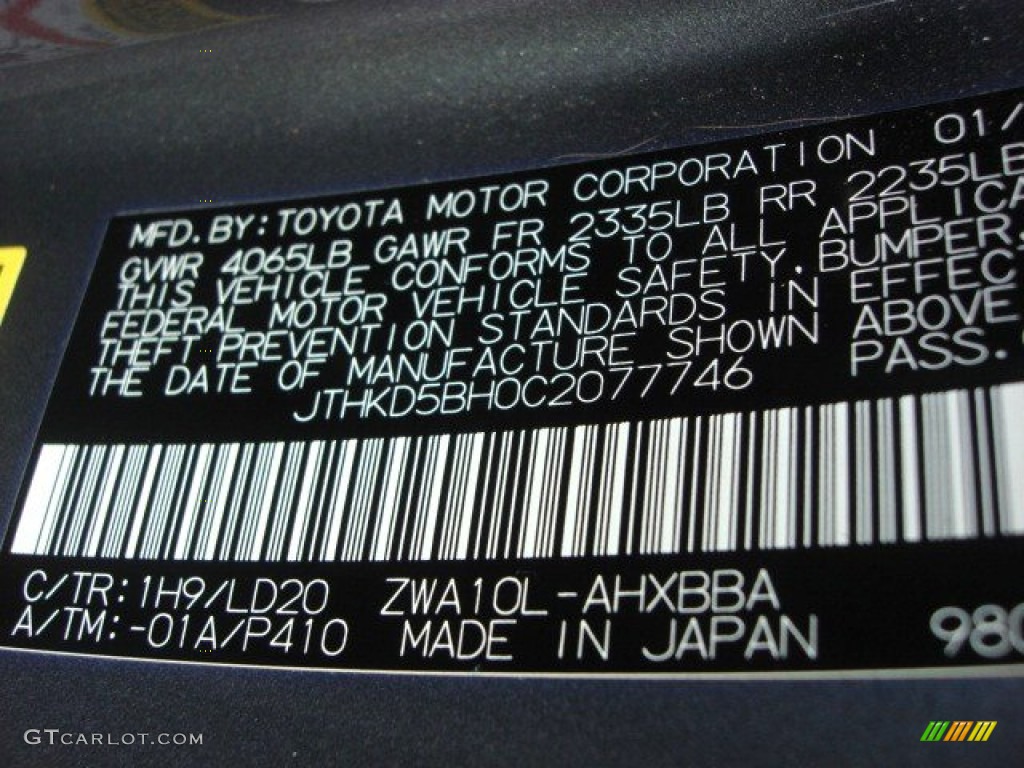 MFD.BY:TOYOTA MOTOR CORPORATION 01/
GVWR 4065LB GAWR FR 2335LB RR 2235LB
THIS VEHICLE CONFORMS TO ALL APPLICA
FEDERAL MOTOR VEHICLE SAFETY, BUMPER,
THEFT PREVENTION STANDARDS IN EFFEC
THE DATE OF MANUFACTURE SHOWN ABOVE
JTHKD5BH0C2077746 PASS.
C/TR:1H9/LD20 ZWA10L-AHXBBA
A/TM:-01A/P410 MADE IN JAPAN 980
GTCARLOT.COM